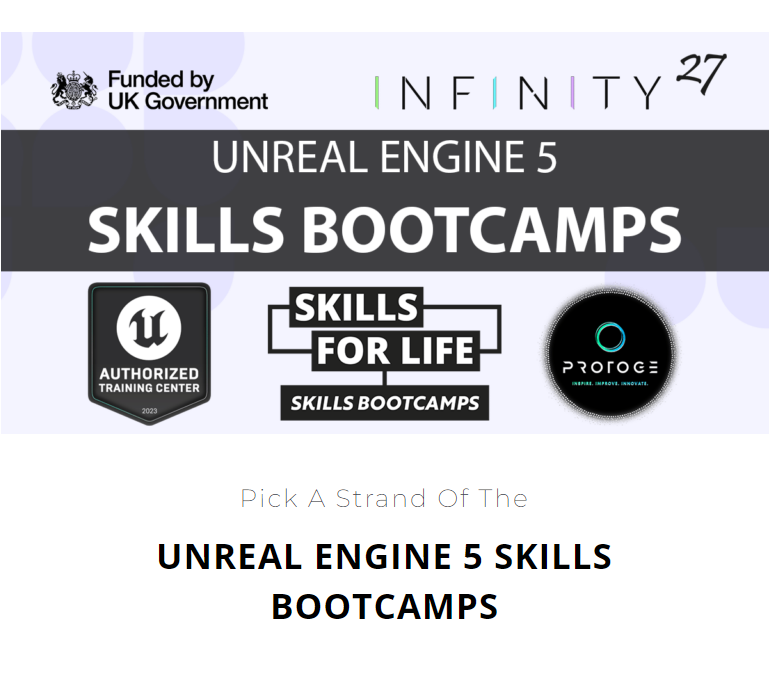 Funded by
UK Government
INFINITY 27
UNREAL ENGINE 5
SKILLS BOOTCAMPS
AUTHORIZED
TRAINING CENTER
2023
SKILLS
FOR LIFE
SKILLS BOOTCAMPS
PROTOGE
INSPIRE. IMPROVE. INNOVATE.
Pick A Strand Of The
UNREAL ENGINE 5 SKILLS
BOOTCAMPS